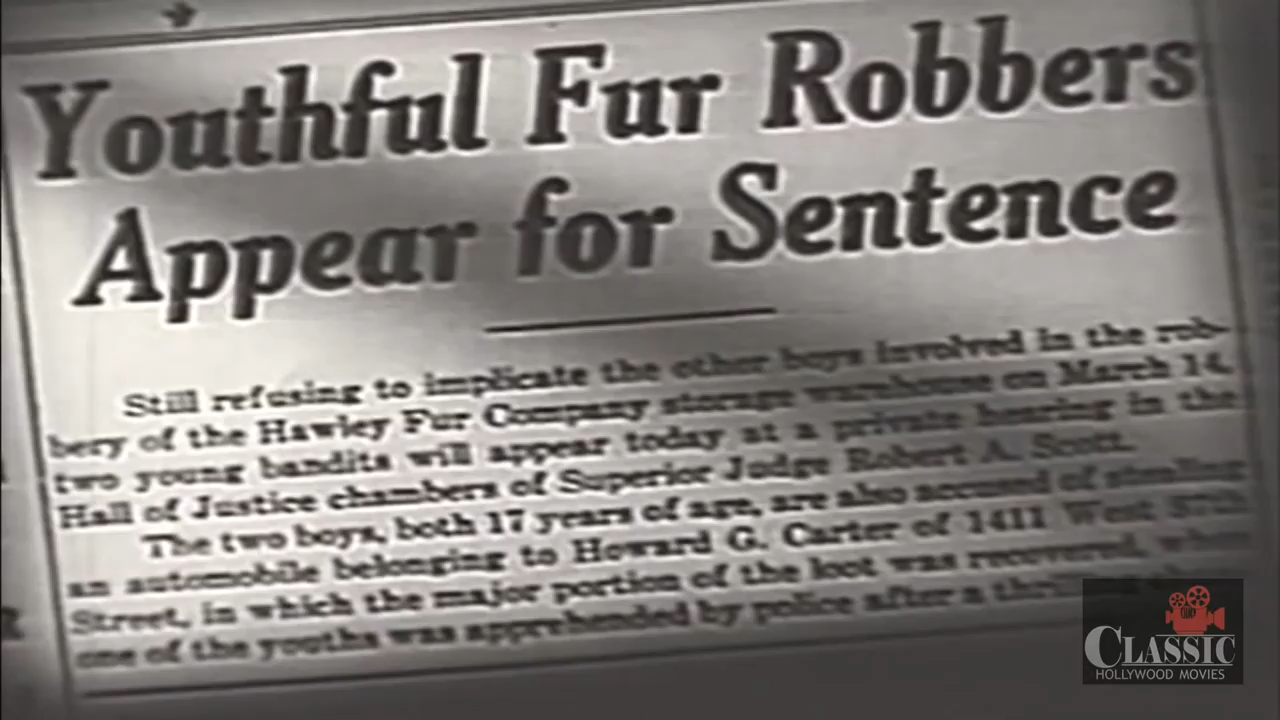 Youthful Fur Robbers
Appear for Sentence
Still refusing to implicate the other boys involved in the rob-
bery of the Hawley Fur Company storage warehouse on March 14,
two young bandits will appear today at a private hearing in the
Hall of Justice chambers of Superior Judge Robert A. Scott.
The two boys, both 17 years of age, are also accused of stealing
an automobile belonging to Howard G. Carter of 1411 West
Street, in which the major portion of the loot was recovered, when
one of the youths was apprehended by police after a
CLASSIC
HOLLYWOOD MOVIES